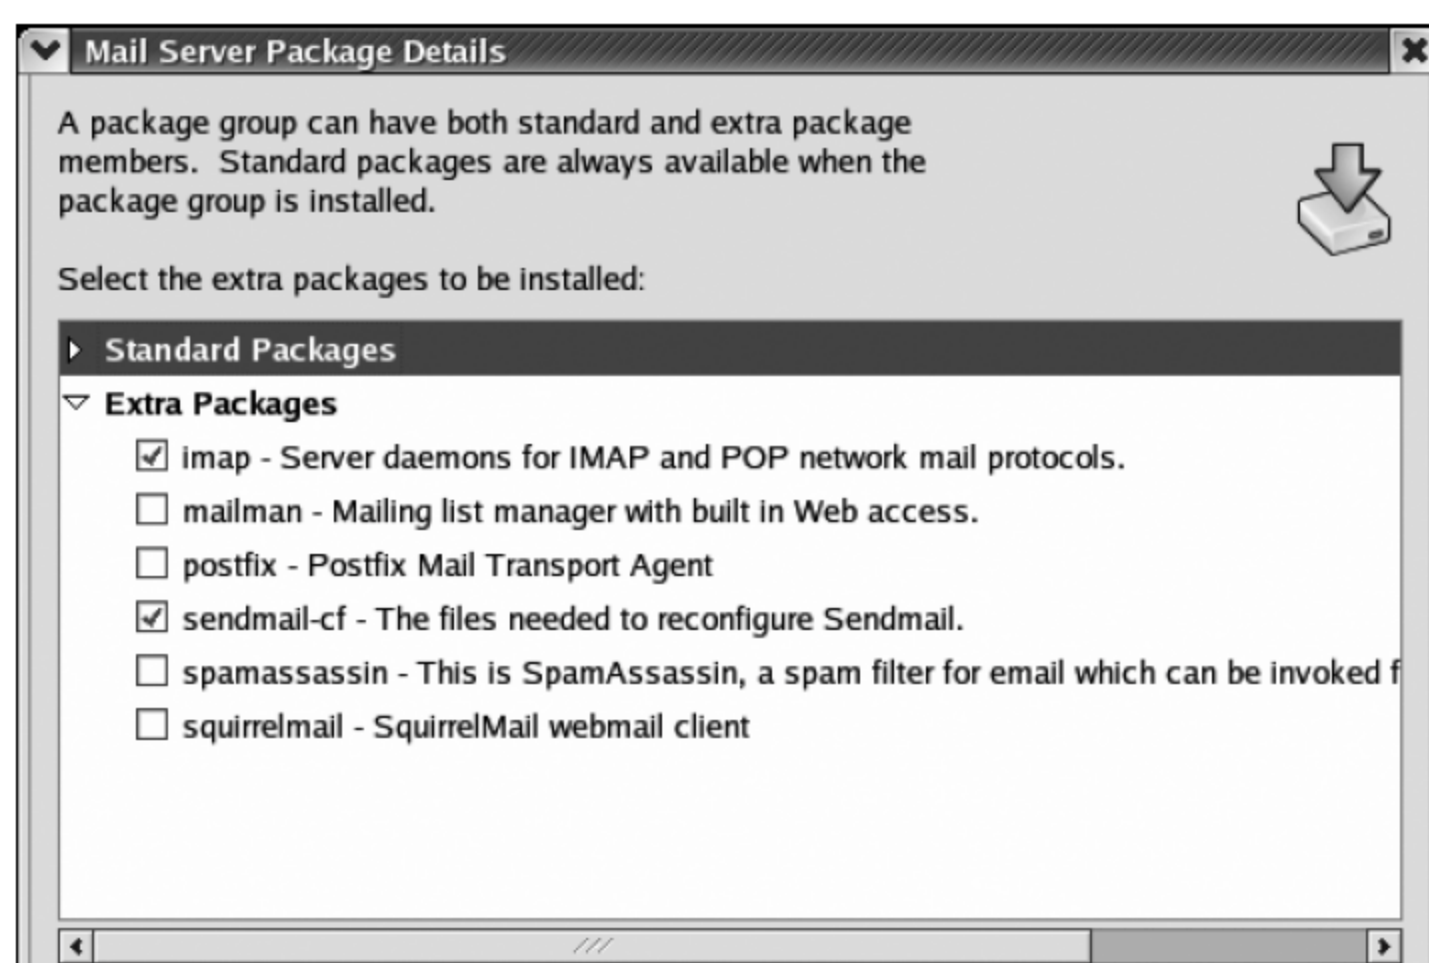 Mail Server Package Details
A package group can have both standard and extra package
members.  Standard packages are always available when the
package group is installed.
Select the extra packages to be installed:
Standard Packages
Extra Packages
imap - Server daemons for IMAP and POP network mail protocols.
mailman - Mailing list manager with built in Web access.
postfix - Postfix Mail Transport Agent
sendmail-cf - The files needed to reconfigure Sendmail.
spamassassin - This is SpamAssassin, a spam filter for email which can be invoked f
squirrelmail - SquirrelMail webmail client